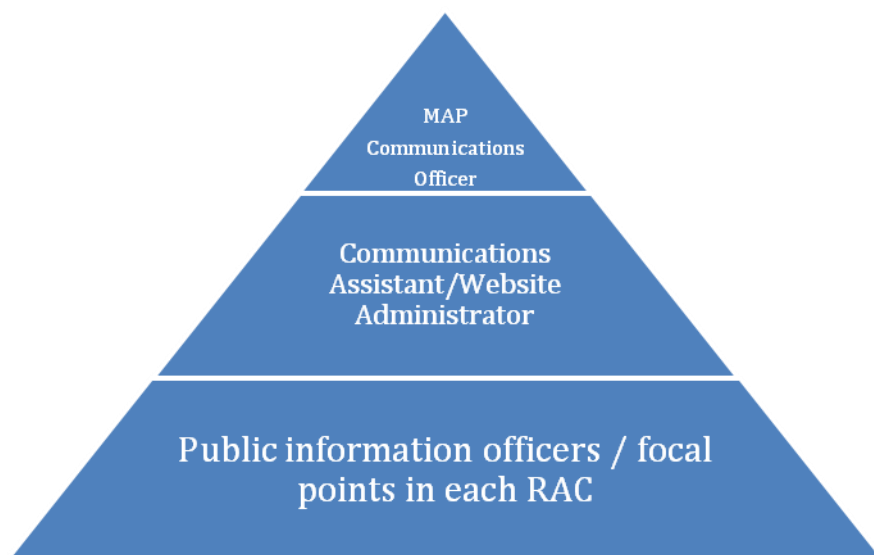 MAP
Communications
Officer
Communications
Assistant/Website
Administrator
Public information officers / focal
points in each RAC